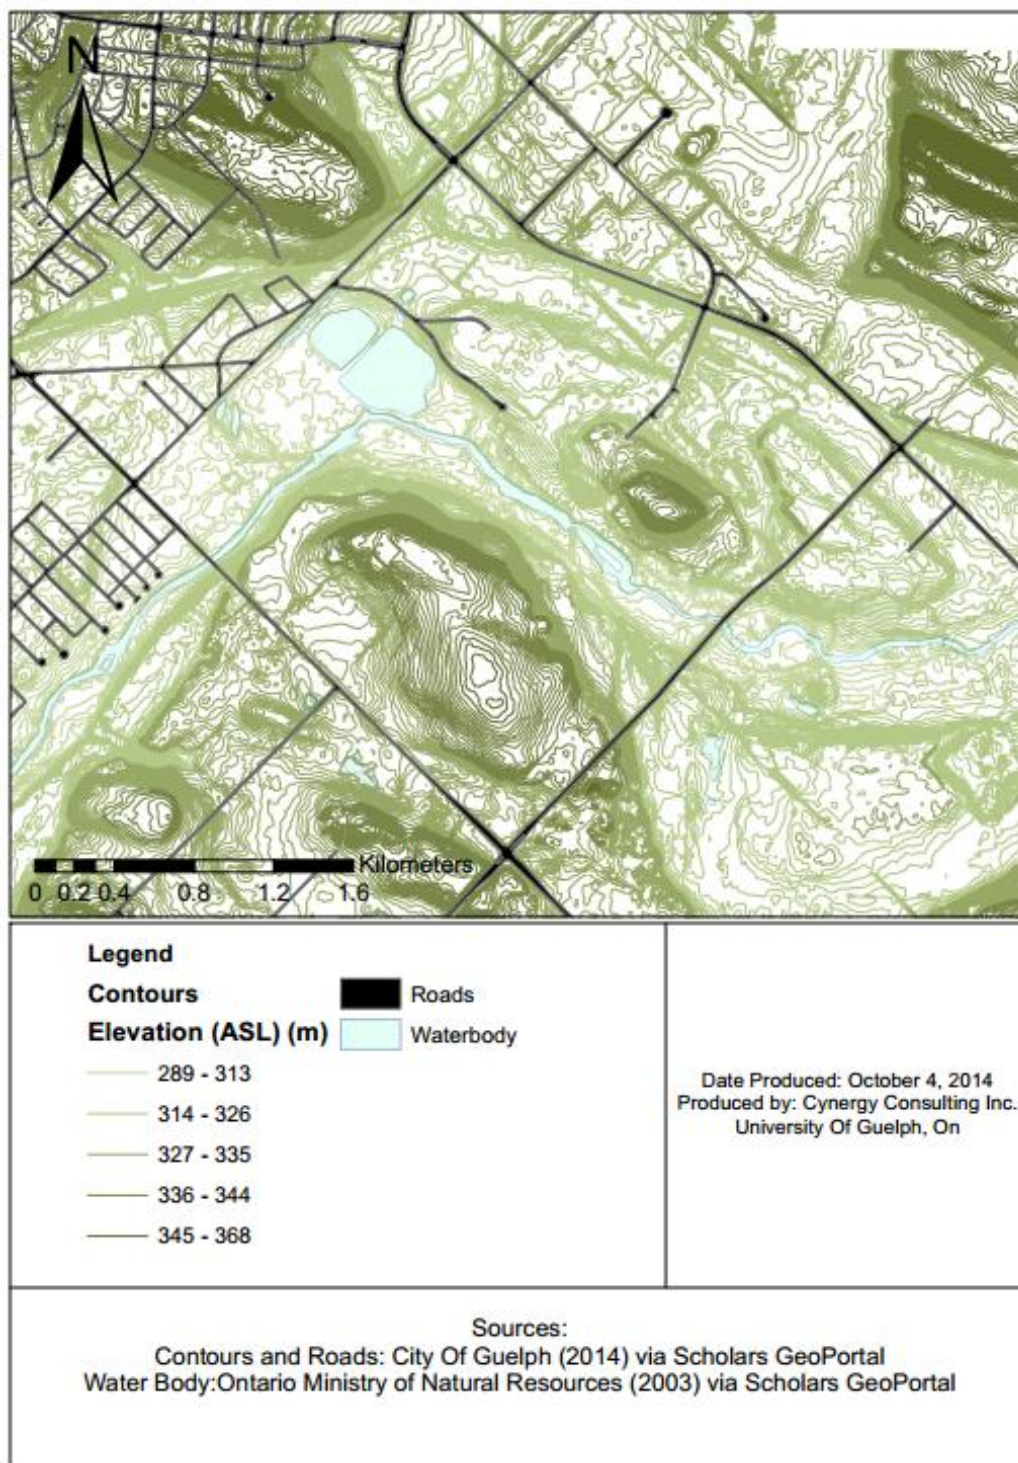 N
Kilometers
0 0.2 0.4 0.8 1.2 1.6
Legend
Contours
Elevation (ASL) (m)
289 - 313
314 - 326
327 - 335
336 - 344
345 - 368
Roads
Waterbody
Date Produced: October 4, 2014
Produced by: Cynergy Consulting Inc.
University Of Guelph, On
Sources:
Contours and Roads: City Of Guelph (2014) via Scholars GeoPortal
Water Body:Ontario Ministry of Natural Resources (2003) via Scholars GeoPortal